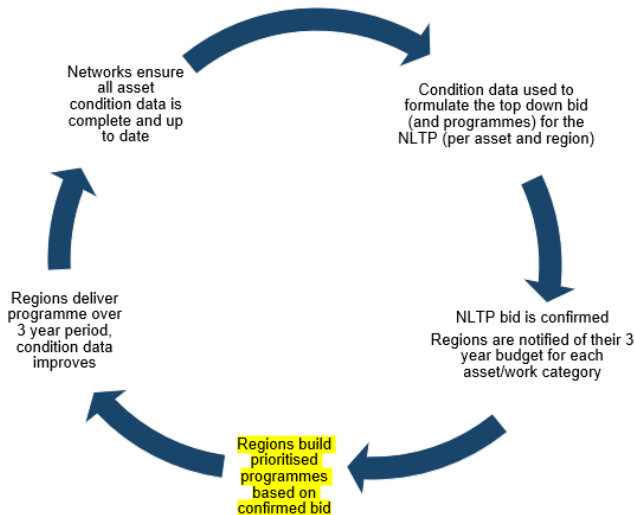 Networks ensure
all asset
condition data is
complete and up
to date
Condition data used to
formulate the top down bid
(and programmes) for the
NLTP (per asset and region)
NLTP bid is confirmed
Regions are notified of their 3
year budget for each
asset/work category
Regions build
prioritised
programmes
based on
confirmed bid
Regions deliver
programme over
3 year period,
condition data
improves